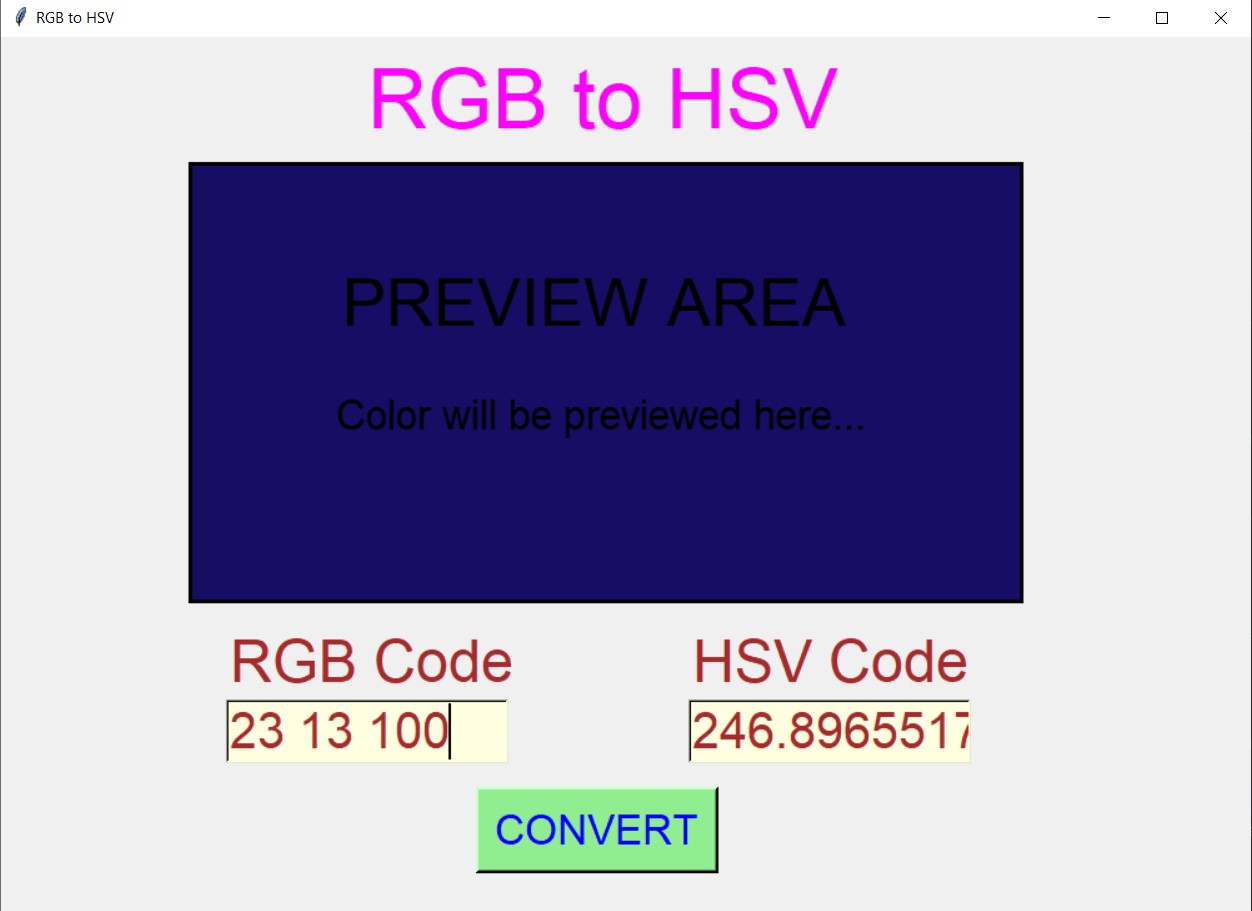 RGB to HSV
RGB to HSV
PREVIEW AREA
Color will be previewed here...
RGB Code
HSV Code
23 13 100
246.8965517
CONVERT